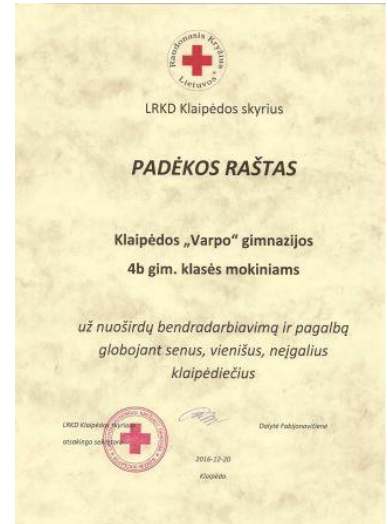 Raudonasis Kryžius
Lietuvos
LRKD Klaipėdos skyrius
PADĖKOS RAŠTAS
Klaipėdos „Varpo“ gimnazijos
4b gim. klasės mokiniams
už nuoširdų bendradarbiavimą ir pagalbą
globojant senus, vienišus, neįgalius
klaipėdiečius
LRKD Klaipėdos skyriaus
atsakinga sekretorė
Dalytė Fabijonavičienė
2016-12-20
Klaipėda